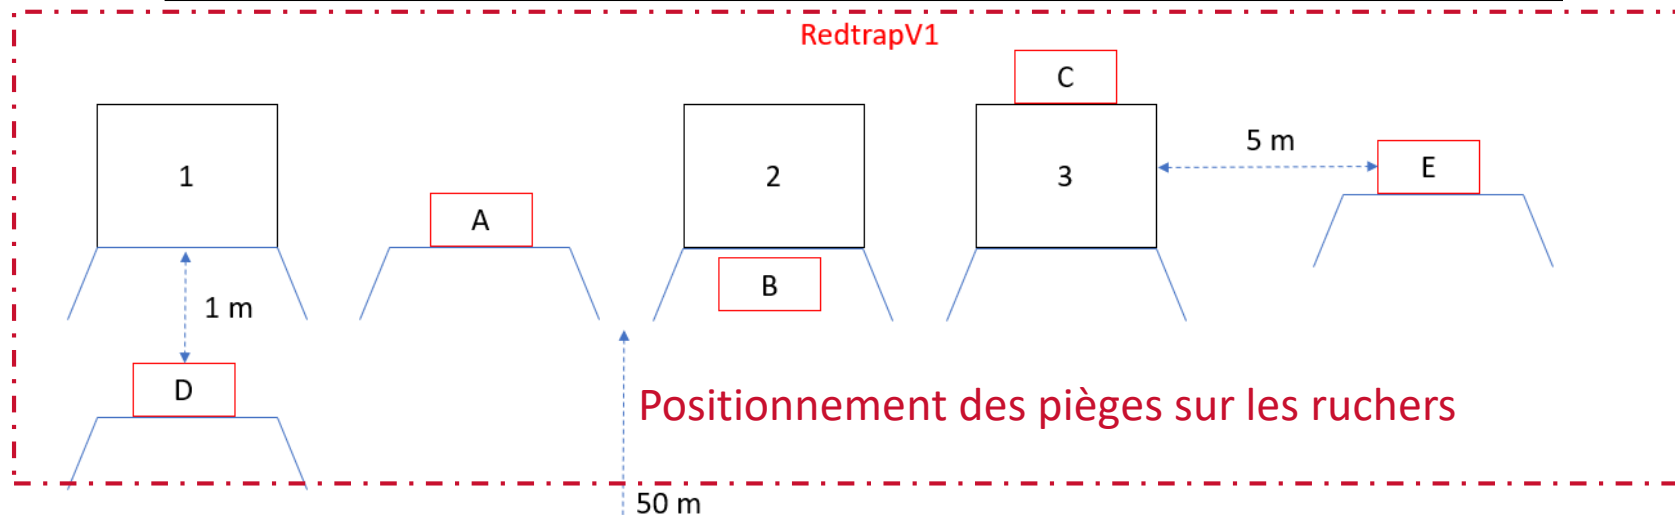 RedtrapV1
C
1
2
3
5 m
E
A
B
1 m
D
Positionnement des pièges sur les ruchers
50 m